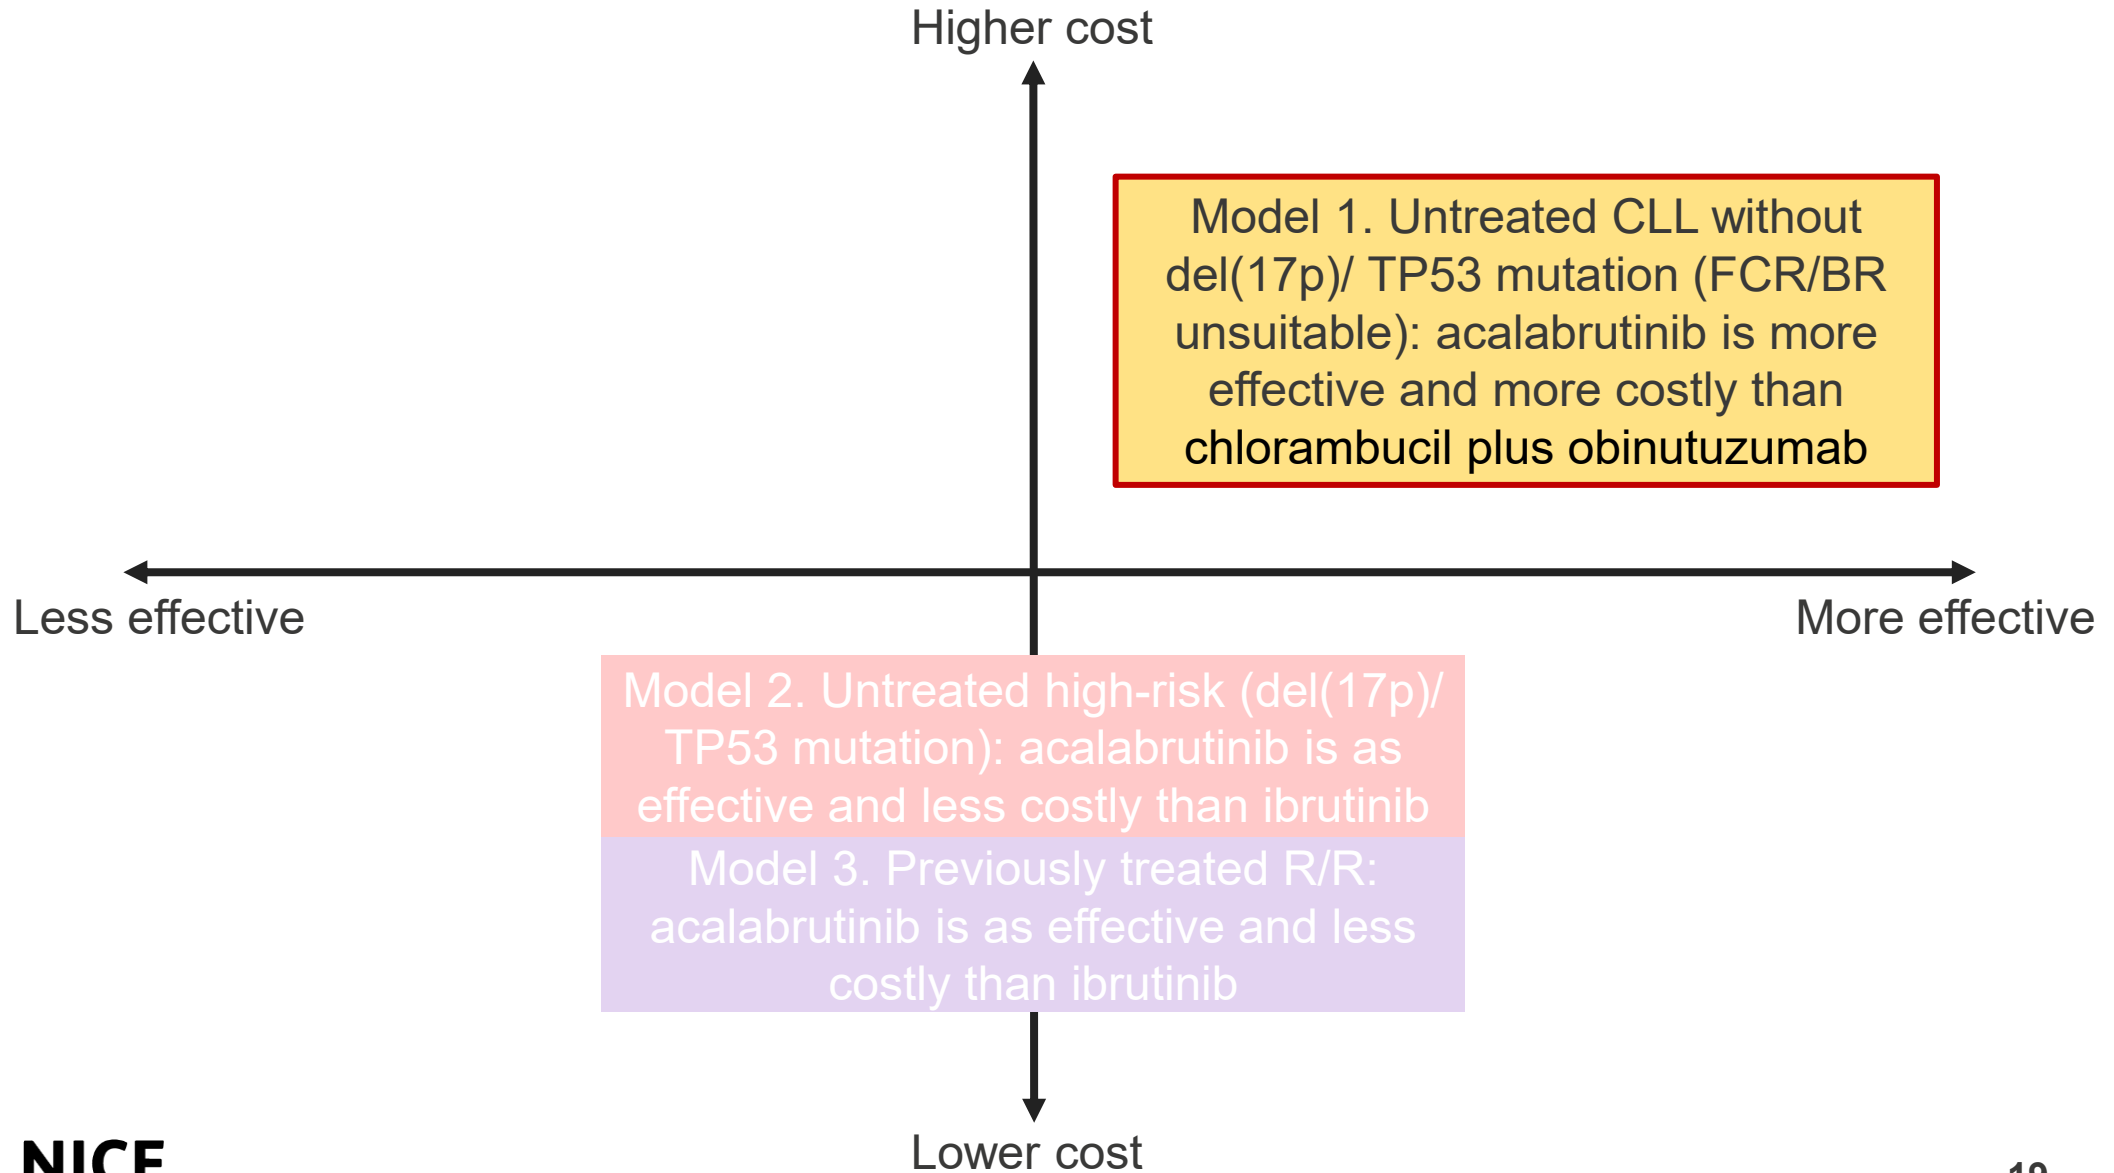 Higher cost
Model 1. Untreated CLL without
del(17p)/ TP53 mutation (FCR/BR
unsuitable): acalabrutinib is more
effective and more costly than
chlorambucil plus obinutuzumab
Less effective
More effective
Model 2. Untreated high-risk (del(17p)/
TP53 mutation): acalabrutinib is as
effective and less costly than ibrutinib
Model 3. Previously treated R/R:
acalabrutinib is as effective and less
costly than ibrutinib
Lower cost
NICE
19